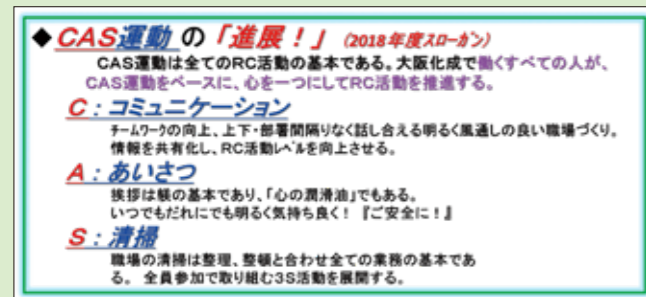 ◆CAS運動 の 「進展！」 (2018年度スローガン)
CAS運動は全てのRC活動の基本である。大阪化成で働くすべての人が、
CAS運動をベースに、心を一つにしてRC活動を推進する。
C：コミュニケーション
チームワークの向上、上下・部署間隔りなく話し合える明るく風通しの良い職場づくり。
情報を共有化し、RC活動レベルを向上させる。
A：あいさつ
挨拶は躾の基本であり、「心の潤滑油」でもある。
いつでもだれにでも明るく気持ち良く！ 『ご安全に！』
S：清掃
職場の清掃は整理、整頓と合わせ全ての業務の基本であ
る。 全員参加で取り組む3S活動を展開する。